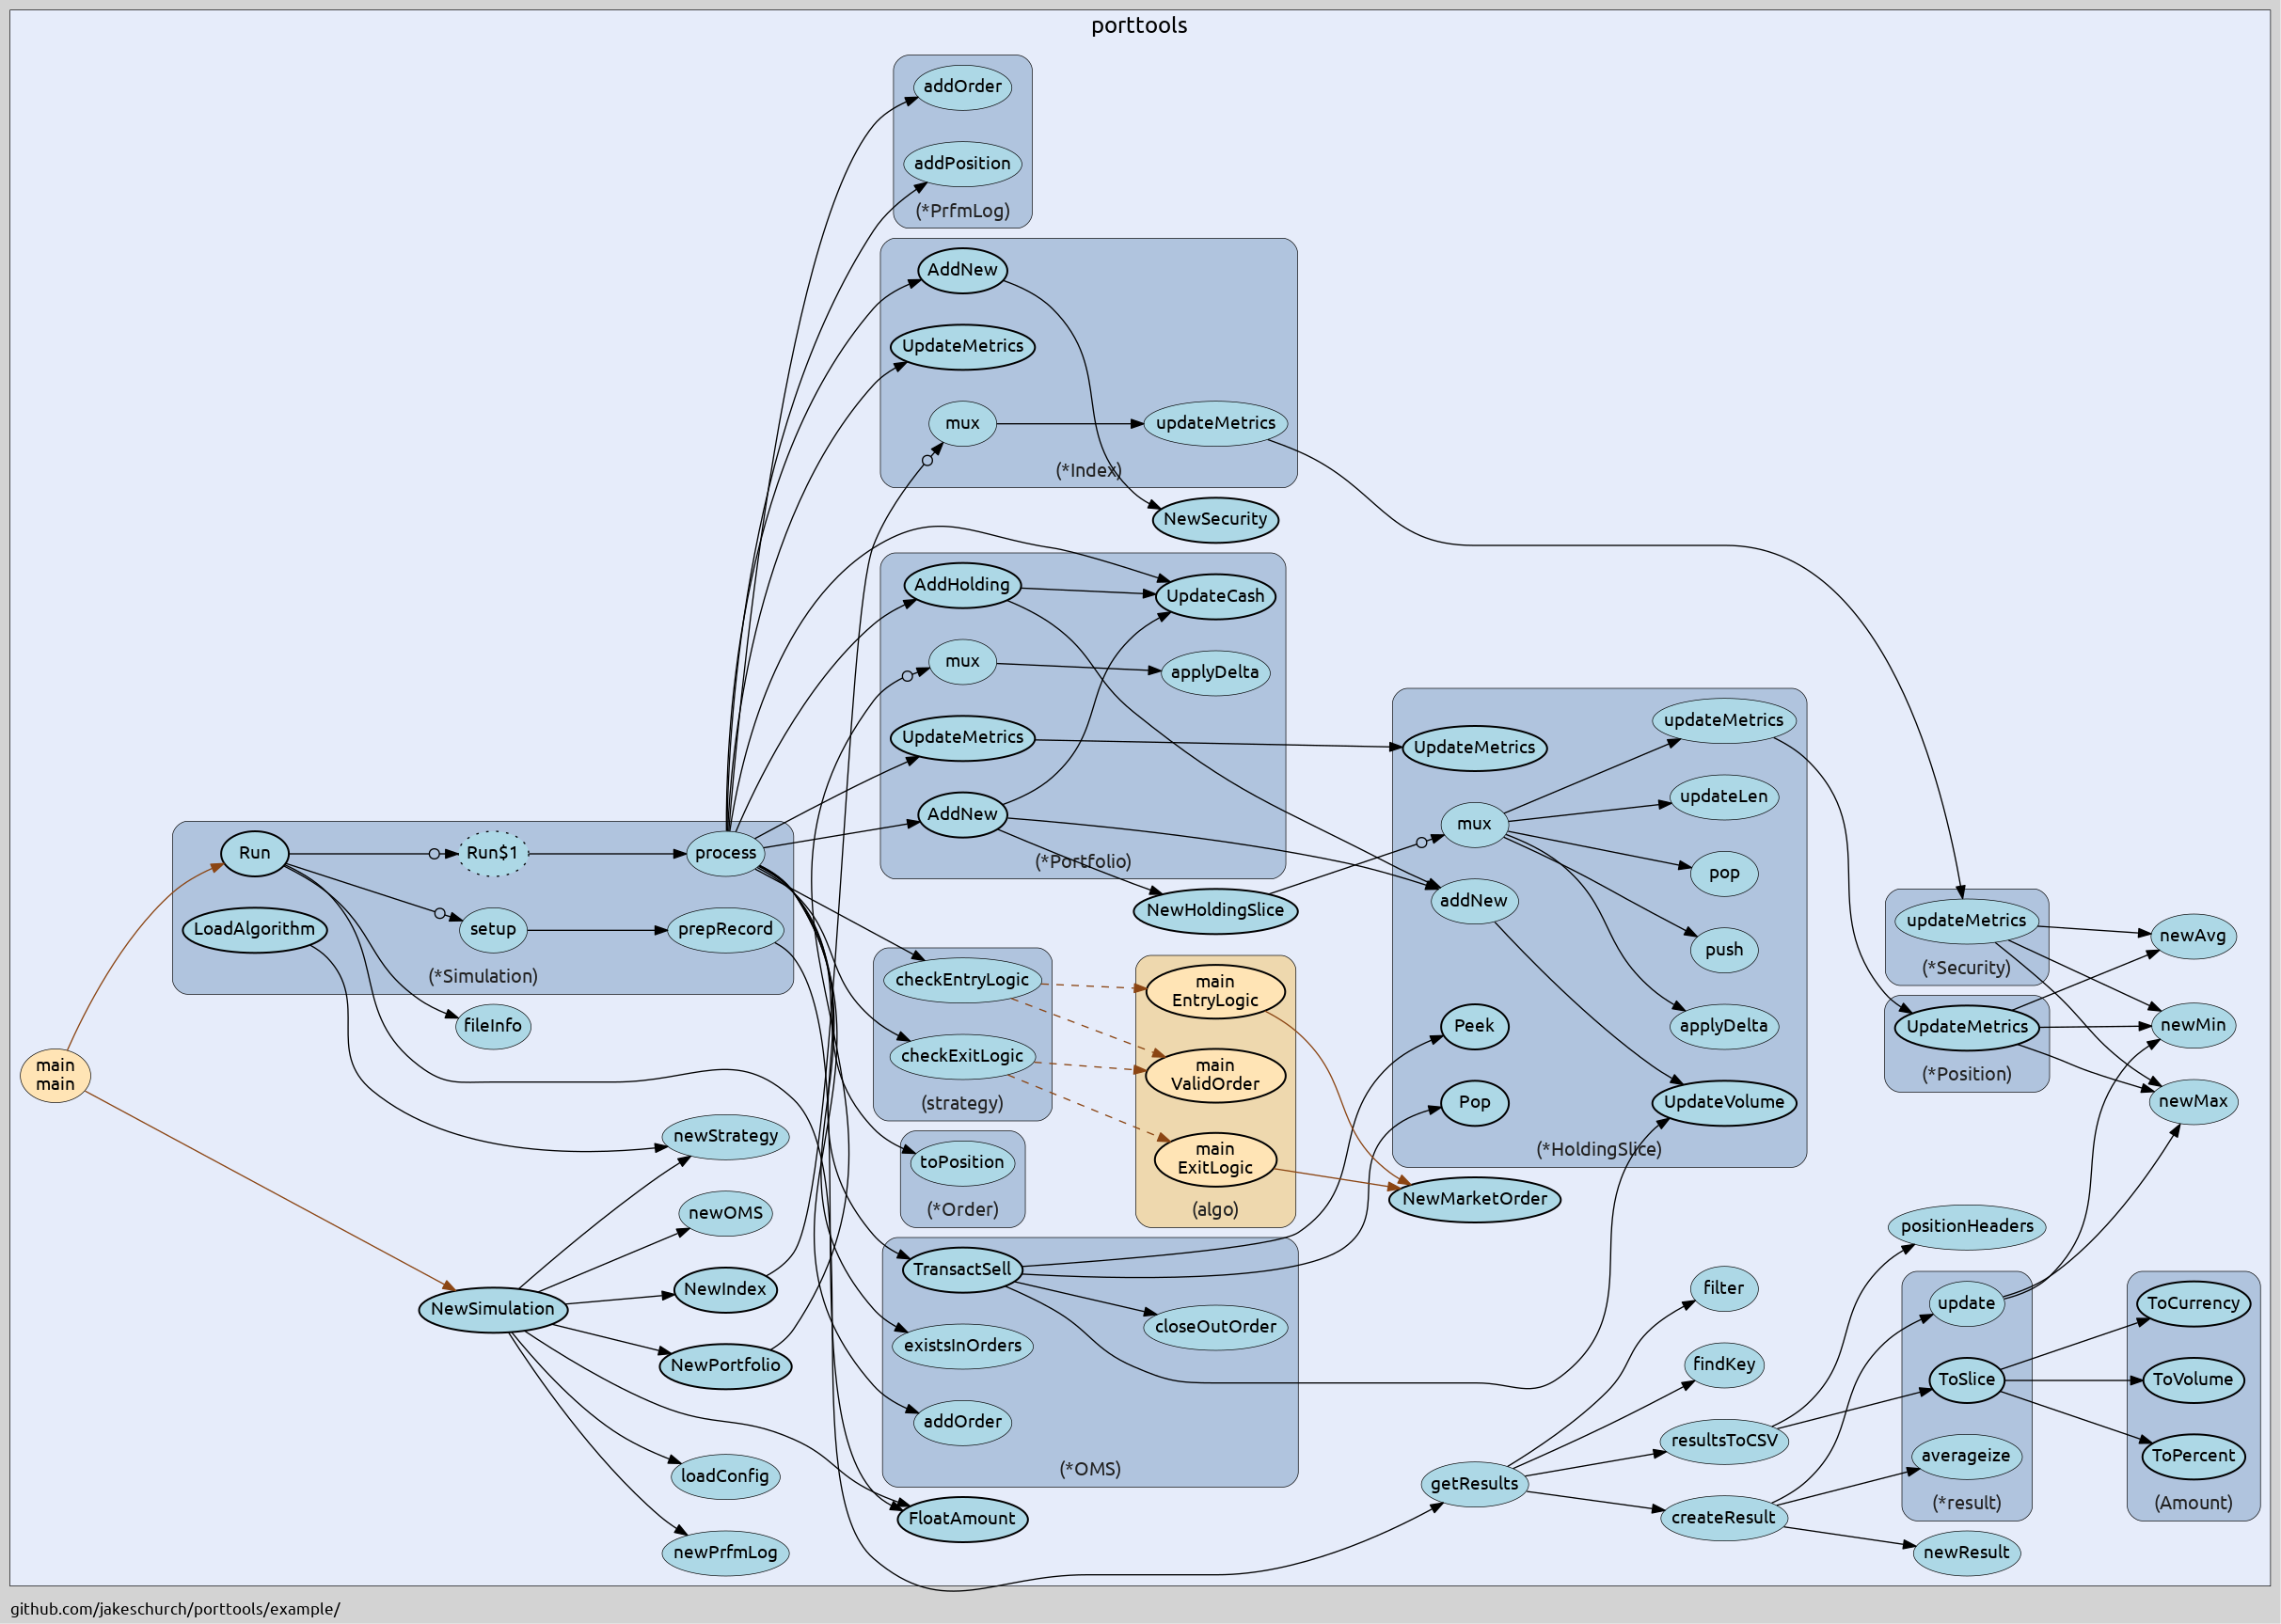 porttools
addOrder
addPosition
(*PrfmLog)
AddNew
UpdateMetrics
mux
updateMetrics
(*Index)
NewSecurity
AddHolding
UpdateCash
mux
applyDelta
UpdateMetrics
AddNew
(*Portfolio)
NewHoldingSlice
updateMetrics
UpdateMetrics
updateLen
mux
pop
addNew
push
Peek
applyDelta
Pop
UpdateVolume
(*HoldingSlice)
Run
Run$1
process
LoadAlgorithm
setup
prepRecord
(*Simulation)
fileInfo
main
main
checkEntryLogic
checkExitLogic
(strategy)
main
EntryLogic
main
ValidOrder
main
ExitLogic
(algo)
NewMarketOrder
toPosition
(*Order)
updateMetrics
(*Security)
UpdateMetrics
(*Position)
newAvg
newMin
newMax
newStrategy
newOMS
NewIndex
NewSimulation
NewPortfolio
loadConfig
newPrfmLog
TransactSell
closeOutOrder
existsInOrders
addOrder
(*OMS)
FloatAmount
getResults
filter
findKey
resultsToCSV
createResult
positionHeaders
update
ToSlice
averageize
(*result)
newResult
ToCurrency
ToVolume
ToPercent
(Amount)
github.com/jakeschurch/porttools/example/